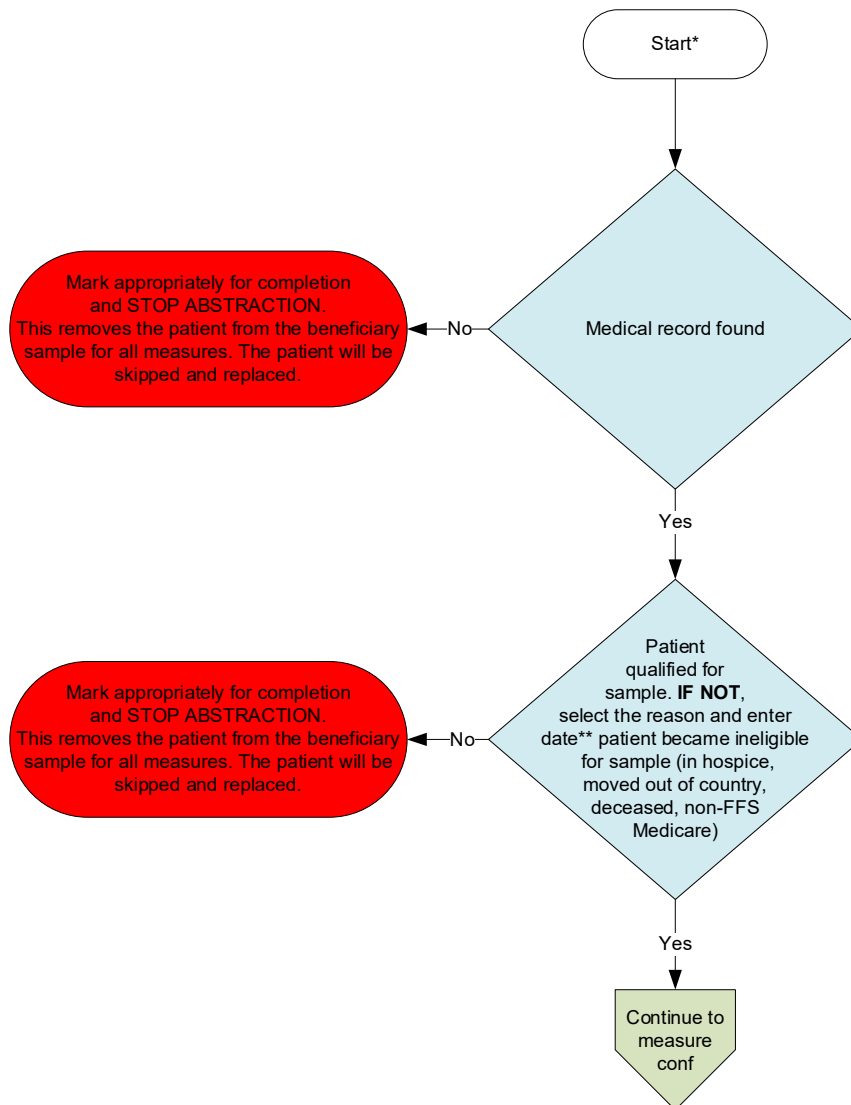 Start*
Medical record found
No
Mark appropriately for completion
and STOP ABSTRACTION.
This removes the patient from the beneficiary
sample for all measures. The patient will be
skipped and replaced.
Yes
Patient
qualified for
sample. IF NOT,
select the reason and enter
date** patient became ineligible
for sample (in hospice,
moved out of country,
deceased, non-FFS
Medicare)
No
Mark appropriately for completion
and STOP ABSTRACTION.
This removes the patient from the beneficiary
sample for all measures. The patient will be
skipped and replaced.
Yes
Continue to
measure
conf